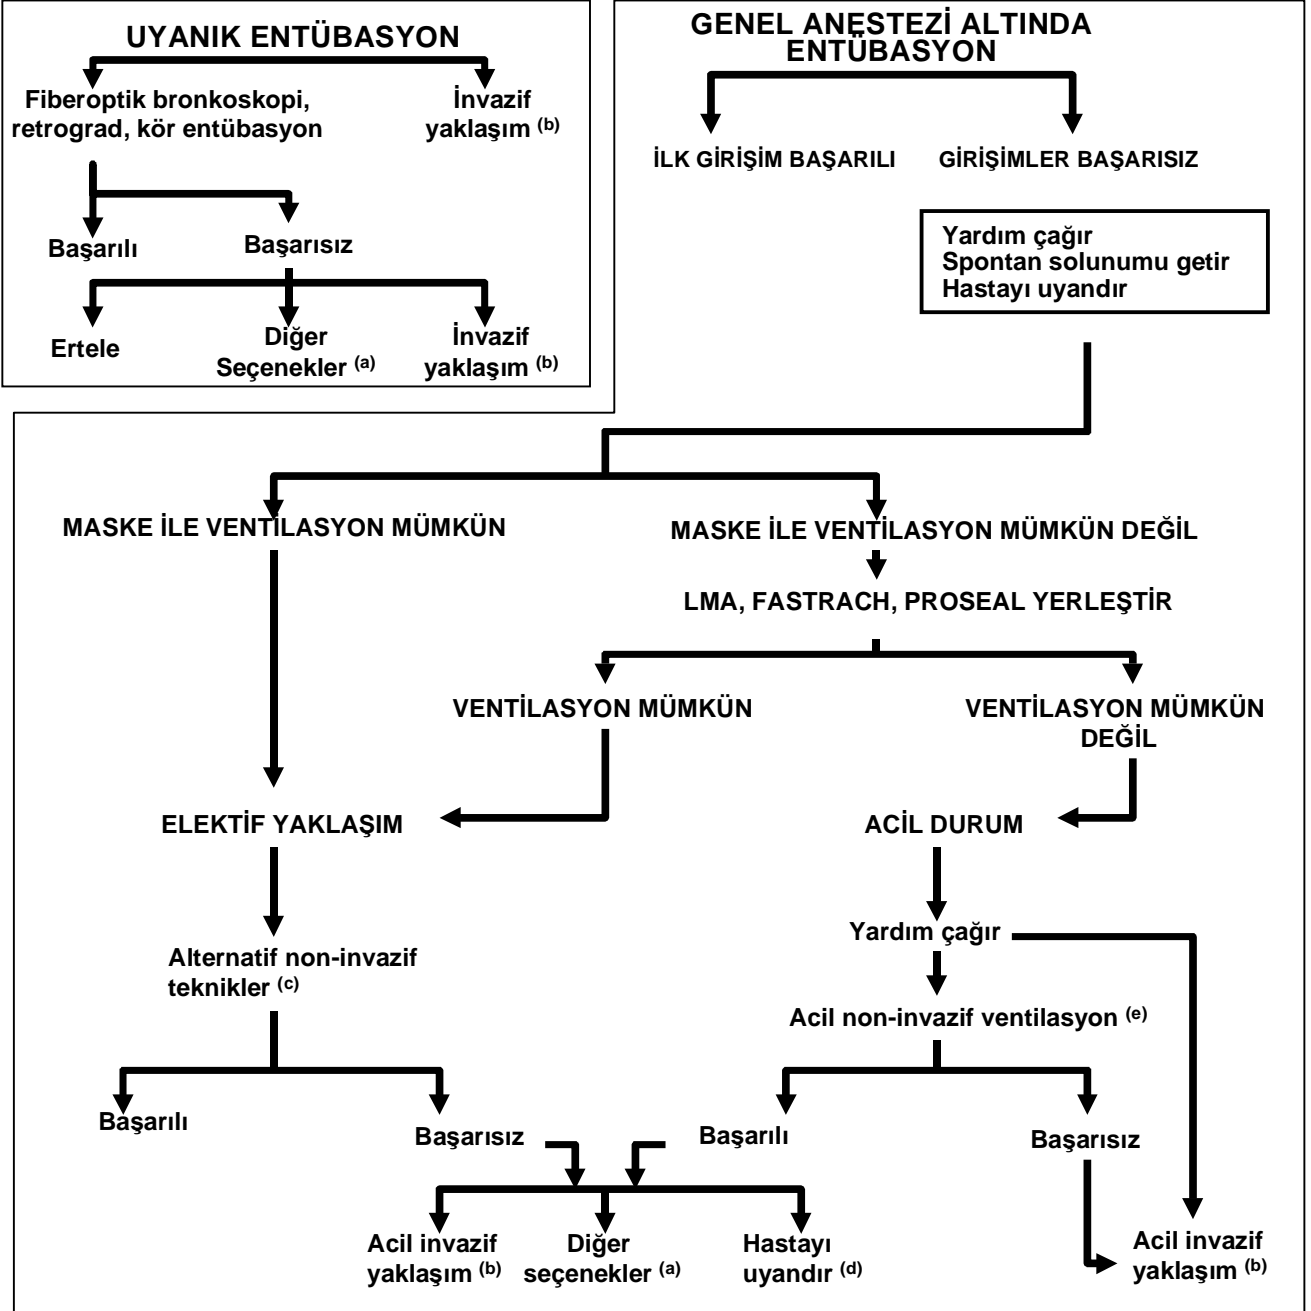 UYANIK ENTÜBASYON
Fiberoptik bronkoskopi,
retrograd, kör entübasyon
İnvazif
yaklaşım (b)
Başarılı
Başarısız
Ertele
Diğer
Seçenekler (a)
İnvazif
yaklaşım (b)
GENEL ANESTEZİ ALTINDA
ENTÜBASYON
İLK GİRİŞİM BAŞARILI
GİRİŞİMLER BAŞARISIZ
Yardım çağır
Spontan solunumu getir
Hastayı uyandır
MASKE İLE VENTİLASYON MÜMKÜN
MASKE İLE VENTİLASYON MÜMKÜN DEĞİL
LMA, FASTRACH, PROSEAL YERLEŞTİR
VENTİLASYON MÜMKÜN
VENTİLASYON MÜMKÜN
DEĞİL
ELEKTİF YAKLAŞIM
ACİL DURUM
Yardım çağır
Alternatif non-invazif
teknikler (c)
Acil non-invazif ventilasyon (e)
Başarılı
Başarısız
Başarılı
Başarısız
Acil invazif
yaklaşım (b)
Diğer
seçenekler (a)
Hastayı
uyandır (d)
Acil invazif
yaklaşım (b)